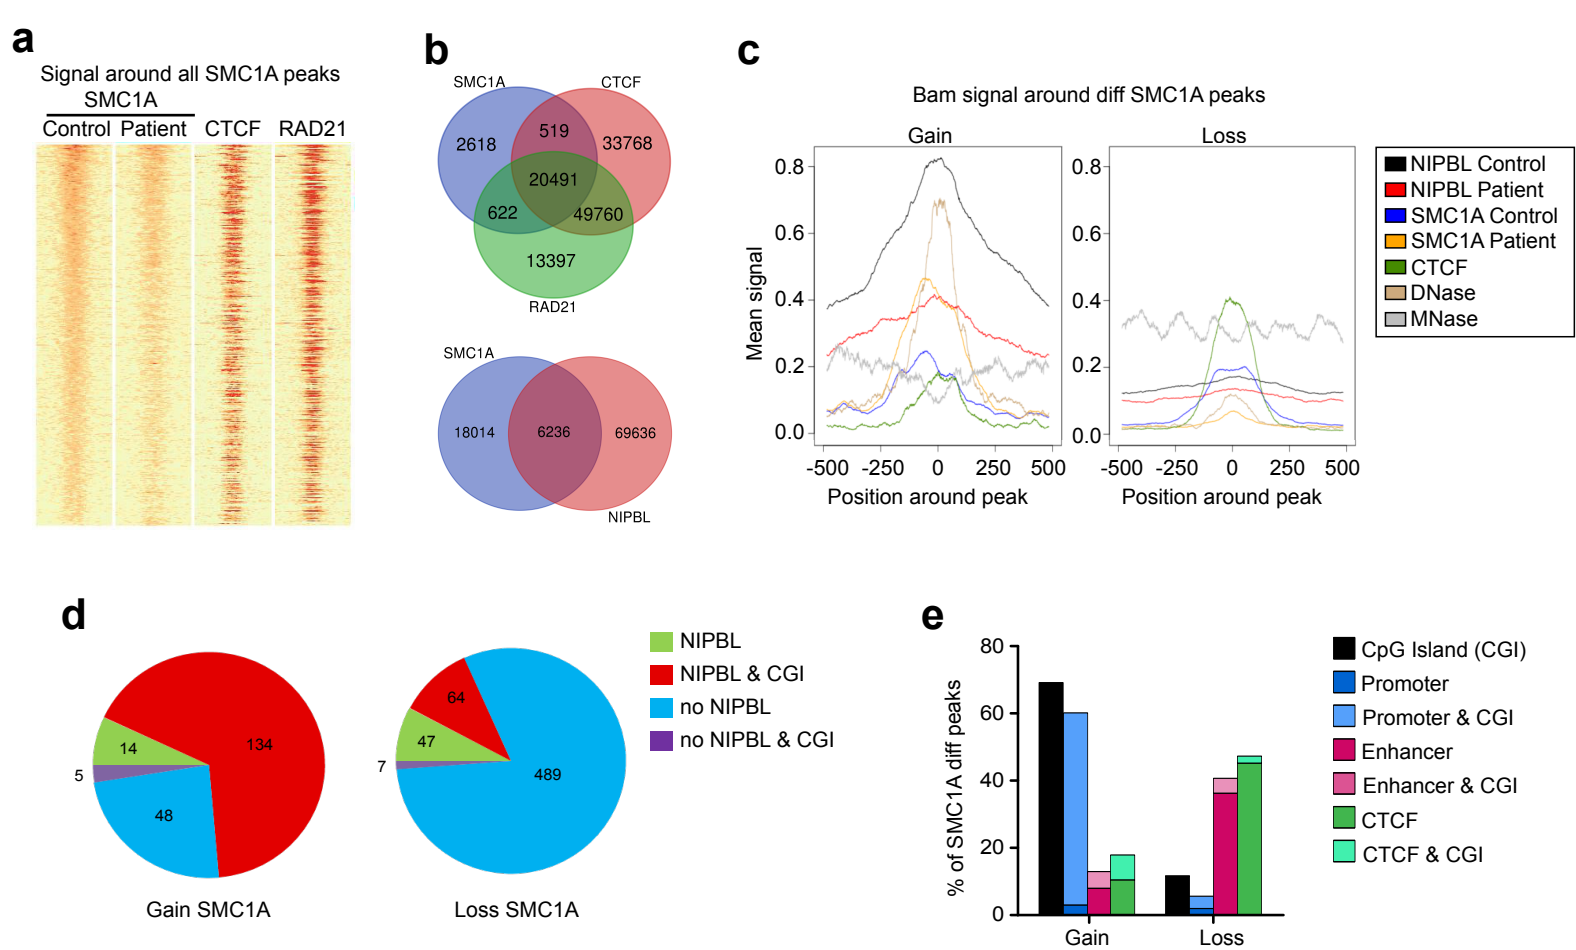 a
Signal around all SMC1A peaks
SMC1A
Control Patient CTCF RAD21
b
SMC1A
CTCF
2618
519
33768
20491
622
49760
13397
RAD21
SMC1A
18014
6236
69636
NIPBL
c
Bam signal around diff SMC1A peaks
Gain
Loss
Mean signal
0.8
0.6
0.4
0.2
0.0
-500 -250 0 250 500
Position around peak
0.8
0.6
0.4
0.2
0.0
-500 -250 0 250 500
Position around peak
NIPBL Control
NIPBL Patient
SMC1A Control
SMC1A Patient
CTCF
DNase
MNase
d
134
14
5
48
Gain SMC1A
64
47
7
489
Loss SMC1A
NIPBL
NIPBL & CGI
no NIPBL
no NIPBL & CGI
e
% of SMC1A diff peaks
80
60
40
20
0
Gain
Loss
CpG Island (CGI)
Promoter
Promoter & CGI
Enhancer
Enhancer & CGI
CTCF
CTCF & CGI